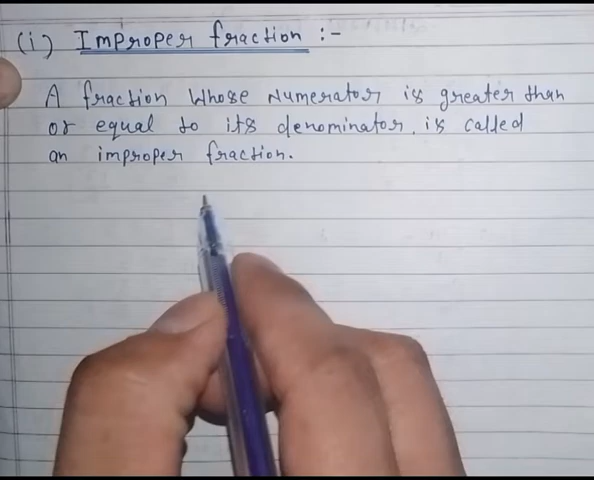 (i) Improper fraction :-
A fraction whose Numerator is greater than
or equal to its denominator, is called
an improper fraction.